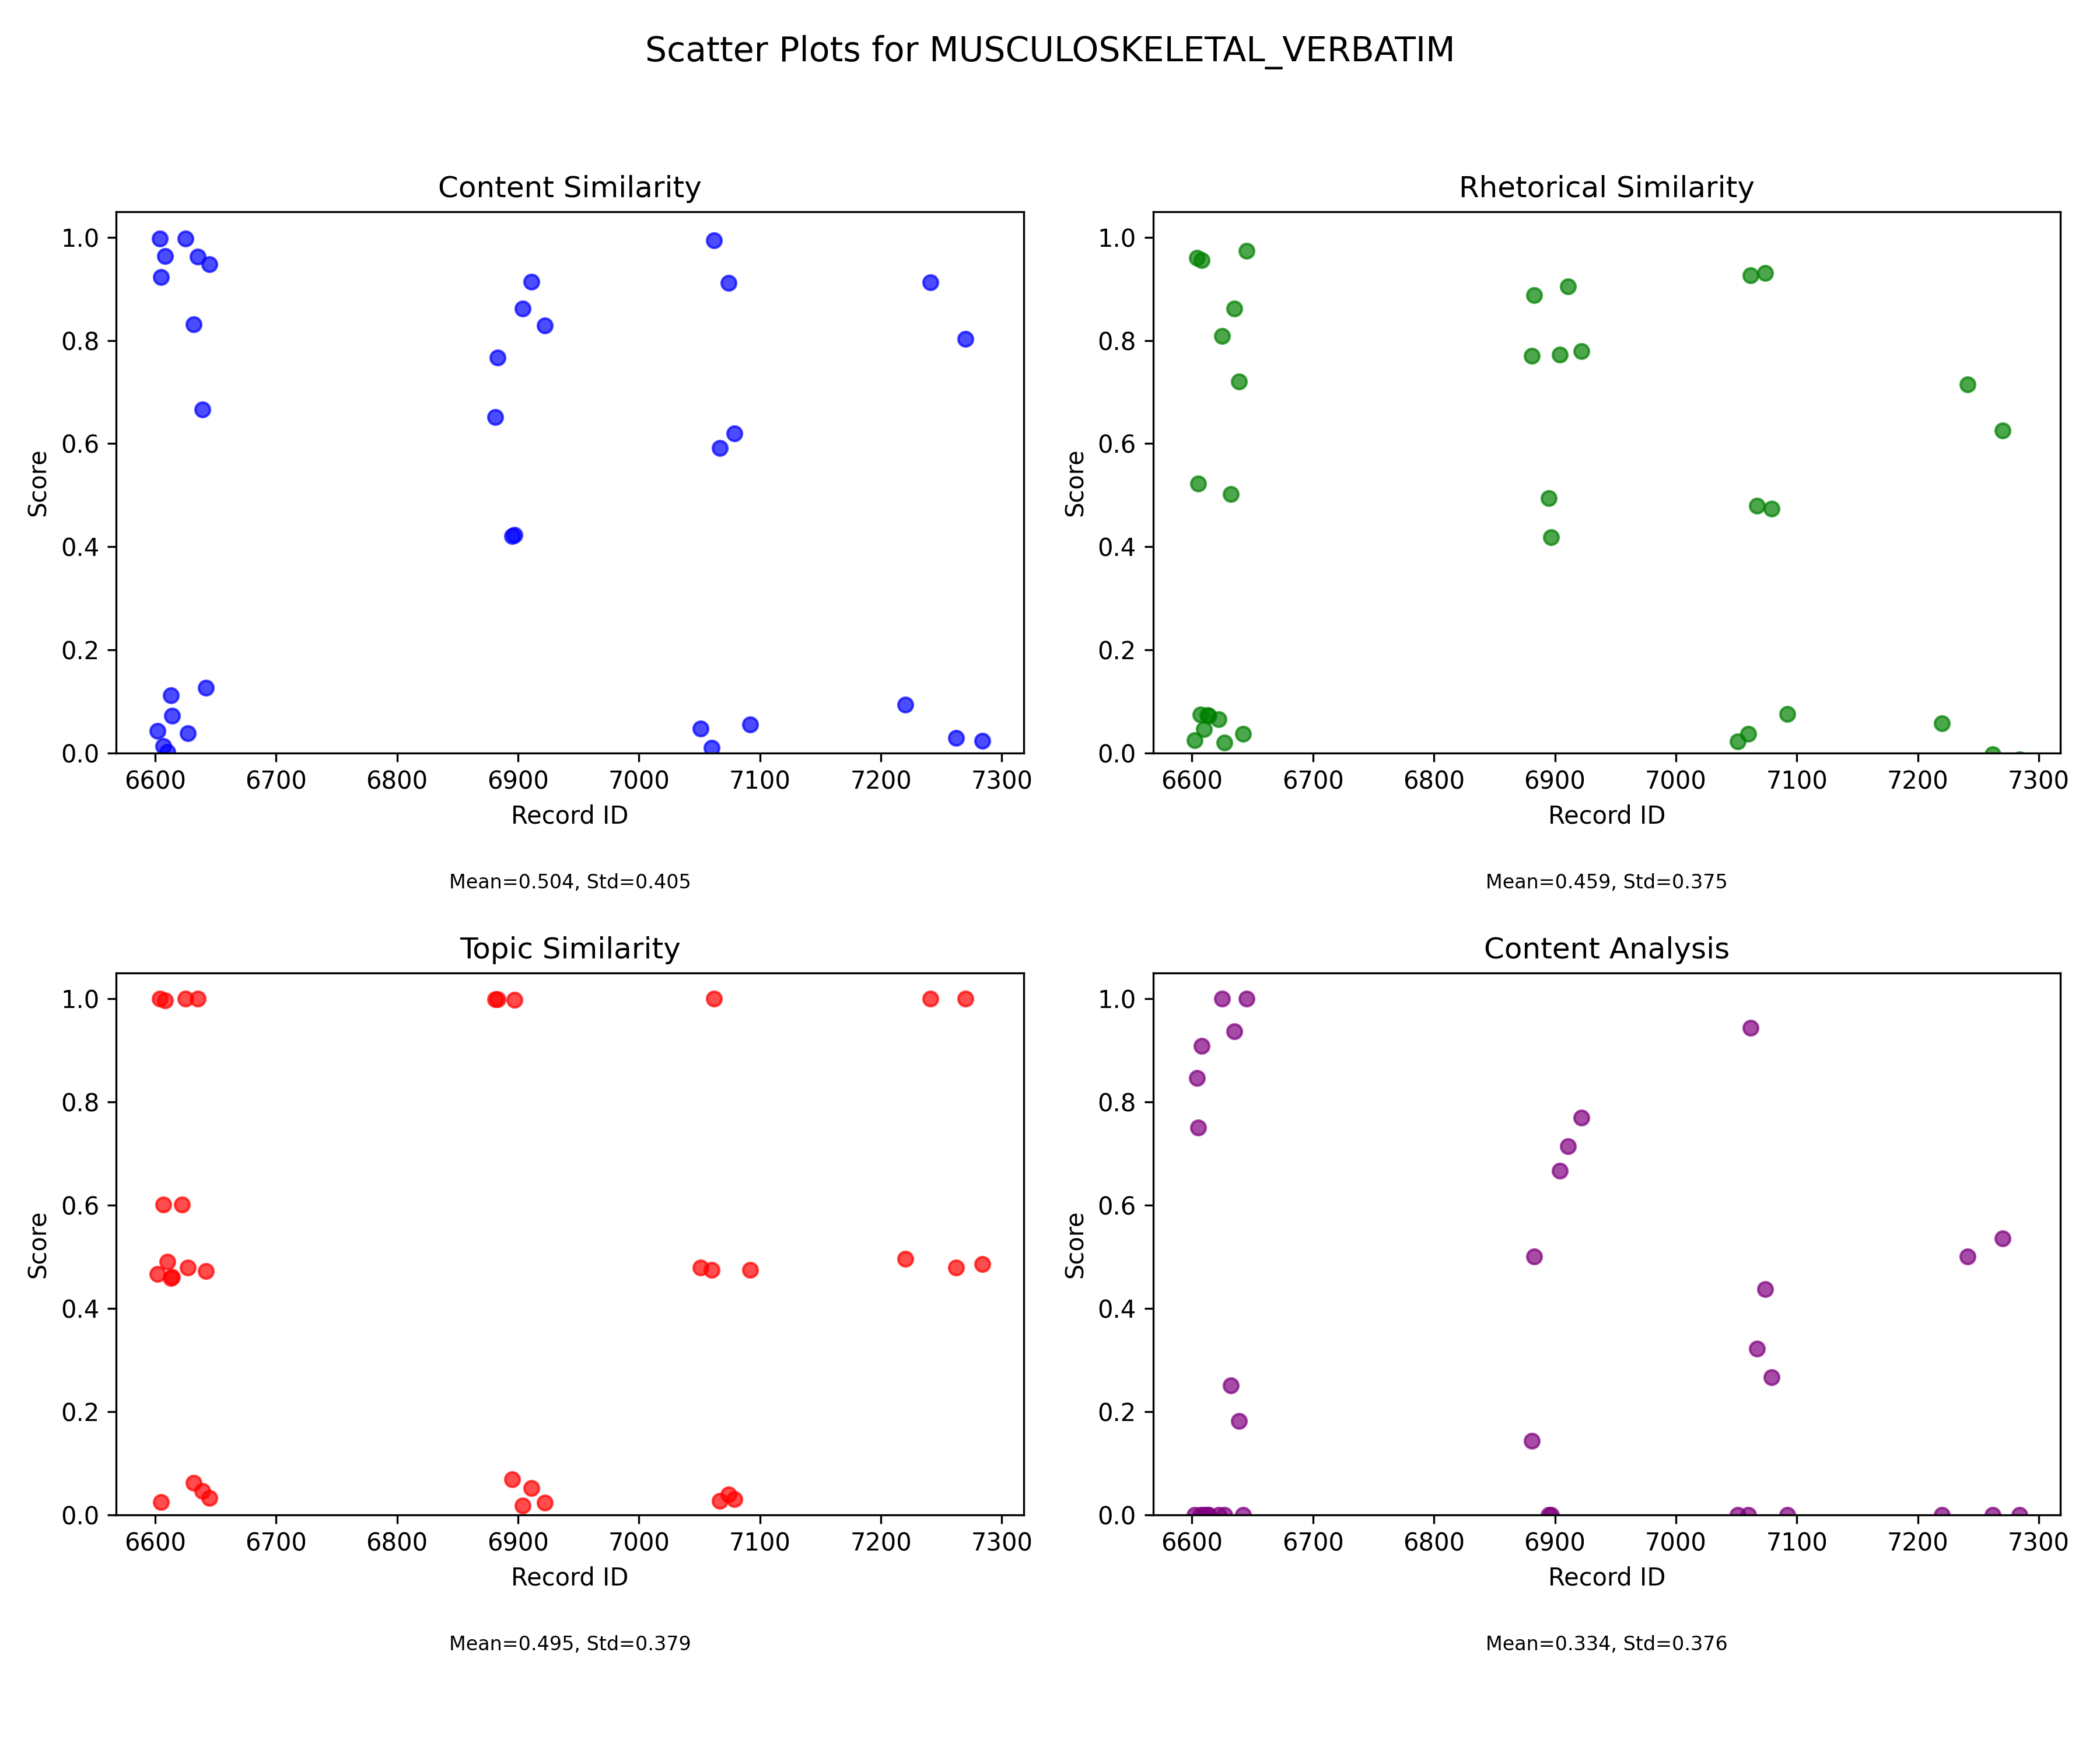 Scatter Plots for MUSCULOSKELETAL_VERBATIM
Content Similarity
Score
1.0
0.8
0.6
0.4
0.2
0.0
6600 6700 6800 6900 7000 7100 7200 7300
Record ID
Mean=0.504, Std=0.405
Rhetorical Similarity
Score
1.0
0.8
0.6
0.4
0.2
0.0
6600 6700 6800 6900 7000 7100 7200 7300
Record ID
Mean=0.459, Std=0.375
Topic Similarity
Score
1.0
0.8
0.6
0.4
0.2
0.0
6600 6700 6800 6900 7000 7100 7200 7300
Record ID
Mean=0.495, Std=0.379
Content Analysis
Score
1.0
0.8
0.6
0.4
0.2
0.0
6600 6700 6800 6900 7000 7100 7200 7300
Record ID
Mean=0.334, Std=0.376